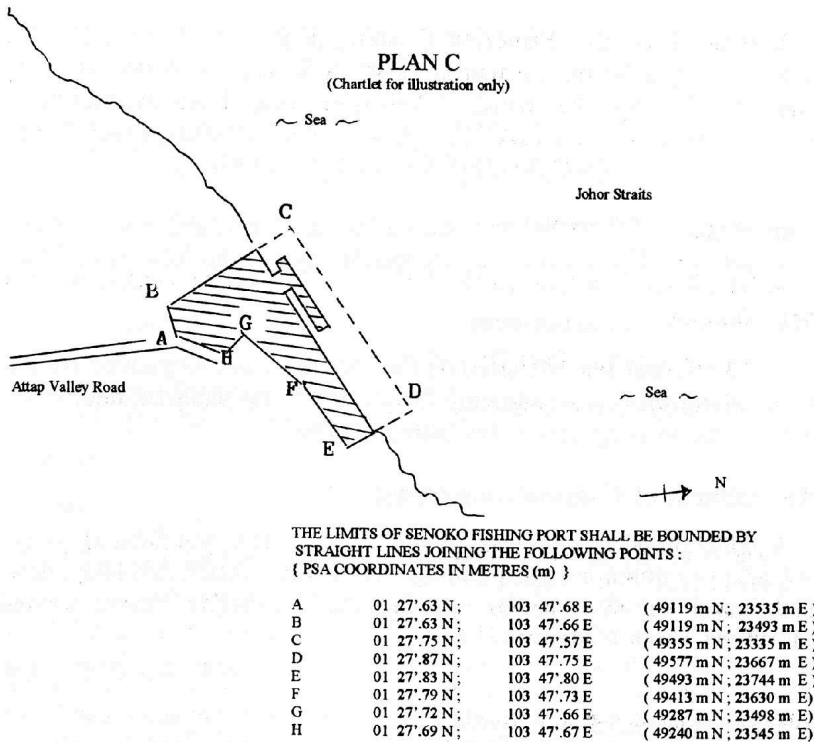 PLAN C
(Chartlet for illustration only)
~ Sea ~
Johor Straits
C
B
A
G
H
Attap Valley Road
F
D
~ Sea ~
E
N
THE LIMITS OF SENOKO FISHING PORT SHALL BE BOUNDED BY
STRAIGHT LINES JOINING THE FOLLOWING POINTS :
{ PSA COORDINATES IN METRES (m) }
A 01 27'.63 N; 103 47'.68 E ( 49119 m N; 23535 m E )
B 01 27'.63 N; 103 47'.66 E ( 49119 m N; 23493 m E )
C 01 27'.75 N; 103 47'.57 E ( 49355 m N; 23335 m E )
D 01 27'.87 N; 103 47'.75 E ( 49577 m N; 23667 m E )
E 01 27'.83 N; 103 47'.80 E ( 49493 m N; 23744 m E )
F 01 27'.79 N; 103 47'.73 E ( 49413 m N; 23630 m E)
G 01 27'.72 N; 103 47'.66 E ( 49287 m N; 23498 m E)
H 01 27'.69 N; 103 47'.67 E ( 49240 m N; 23545 m E)